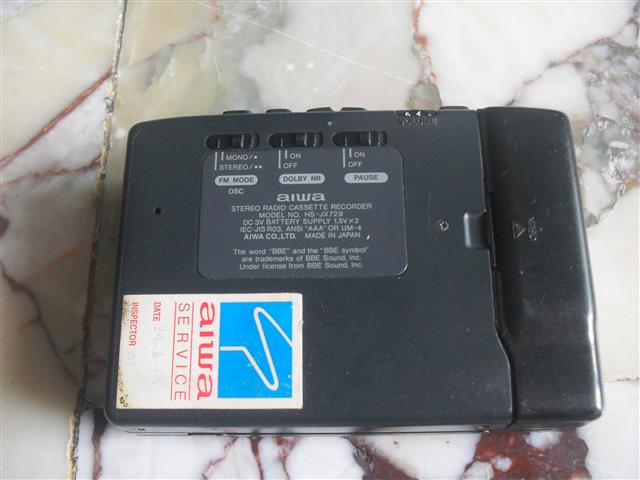 VOLUME
MONO/•
STEREO/••
FM MODE
OSC
ON
OFF
DOLBY NR
ON
OFF
PAUSE
aiwa
STEREO RADIO CASSETTE RECORDER
MODEL NO. HS-JX729
DC 3V BATTERY SUPPLY 1.5V×2
IEC·JIS R03, ANSI "AAA" OR UM-4
AIWA CO.,LTD. MADE IN JAPAN
The word "BBE" and the "BBE symbol"
are trademarks of BBE Sound, Inc.
Under license from BBE Sound, Inc.
OPEN
aiwa
SERVICE
DATE
INSPECTOR